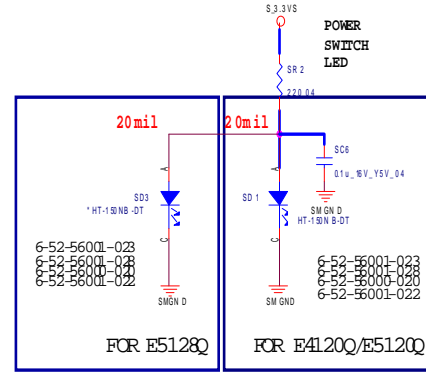 S_3.3VS
POWER
SWITCH
LED
SR2
220_04
20mil
20mil
A
A
SC6
0.1u_16V_Y5V_04
SD3
*HT-150NB-DT
SD1
HT-150NB-DT
SMGND
C
C
6-52-56001-023
6-52-56001-028
6-52-56000-020
6-52-56001-022
SMGND
SMGND
6-52-56001-023
6-52-56001-028
6-52-56000-020
6-52-56001-022
FOR E5128Q
FOR E4120Q/E5120Q